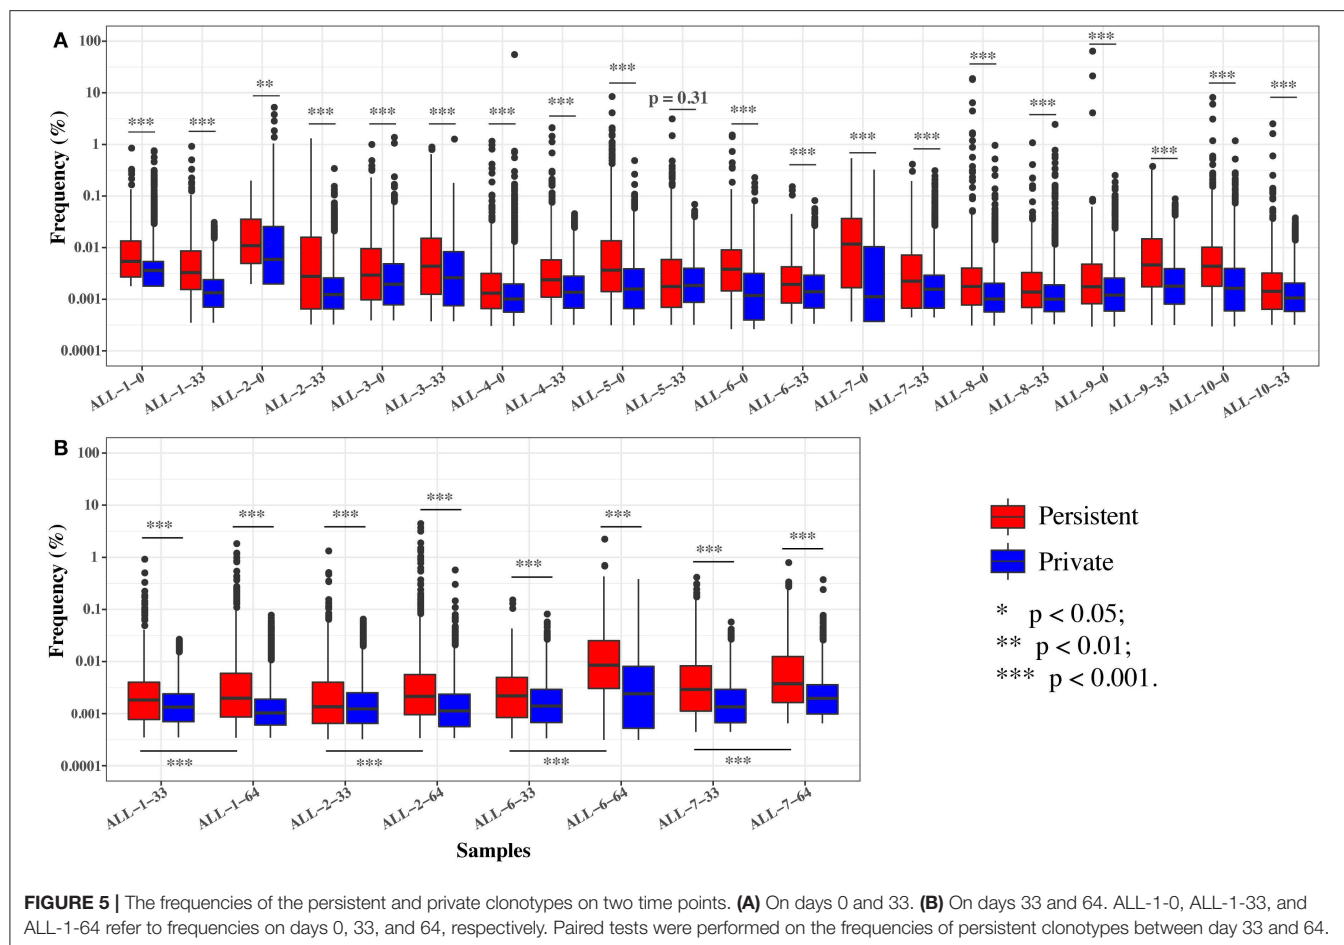 A
Frequency (%)
100
10
1
0.1
0.01
0.001
0.0001
*** *** ** *** *** *** *** *** *** p = 0.31 *** *** *** *** *** *** *** *** *** ***
ALL−1−0 ALL−1−33 ALL−2−0 ALL−2−33 ALL−3−0 ALL−3−33 ALL−4−0 ALL−4−33 ALL−5−0 ALL−5−33 ALL−6−0 ALL−6−33 ALL−7−0 ALL−7−33 ALL−8−0 ALL−8−33 ALL−9−0 ALL−9−33 ALL−10−0 ALL−10−33
B
Frequency (%)
100
10
1
0.1
0.01
0.001
0.0001
*** *** *** *** *** *** *** ***
*** *** *** ***
ALL−1−33 ALL−1−64 ALL−2−33 ALL−2−64 ALL−6−33 ALL−6−64 ALL−7−33 ALL−7−64
Samples
Persistent
Private
* p < 0.05;
** p < 0.01;
*** p < 0.001.
FIGURE 5 | The frequencies of the persistent and private clonotypes on two time points. (A) On days 0 and 33. (B) On days 33 and 64. ALL-1-0, ALL-1-33, and
ALL-1-64 refer to frequencies on days 0, 33, and 64, respectively. Paired tests were performed on the frequencies of persistent clonotypes between day 33 and 64.